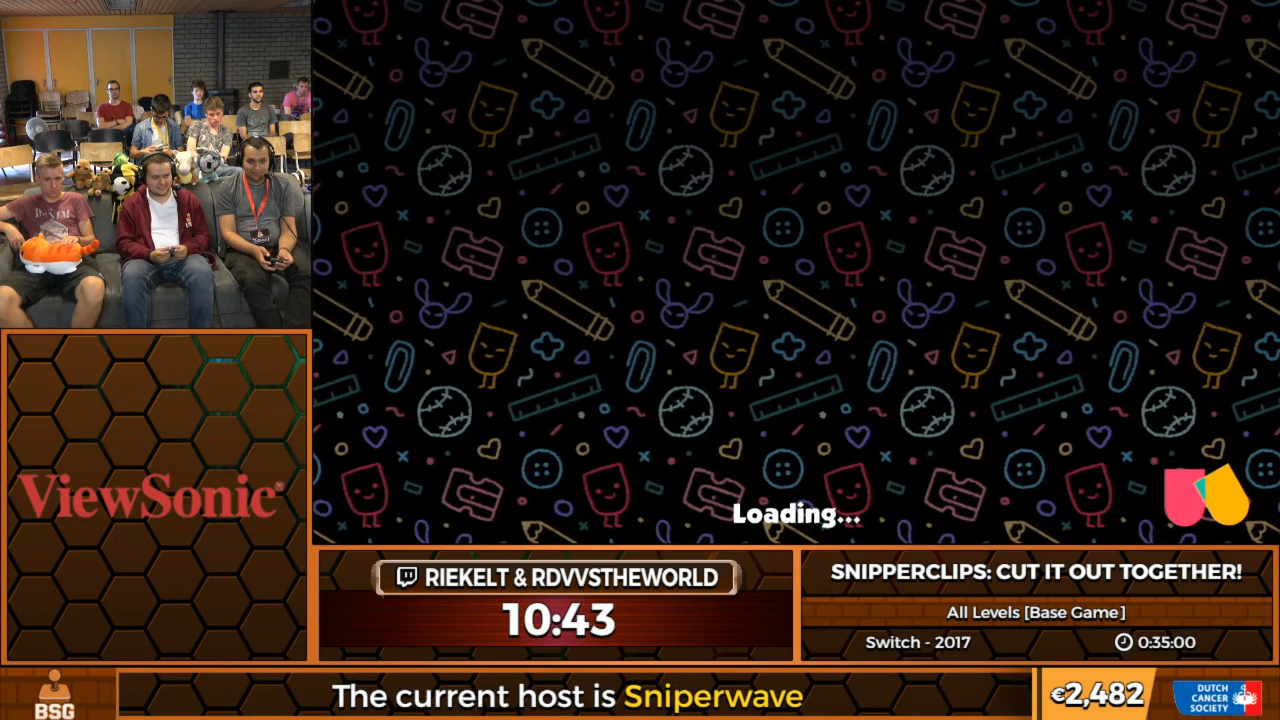 Loading...
ViewSonic®
RIEKELT & RDVVSTHEWORLD
10:43
SNIPPERCLIPS: CUT IT OUT TOGETHER!
All Levels [Base Game]
Switch - 2017
0:35:00
BSG
The current host is Sniperwave
€2,482
DUTCH
CANCER
SOCIETY